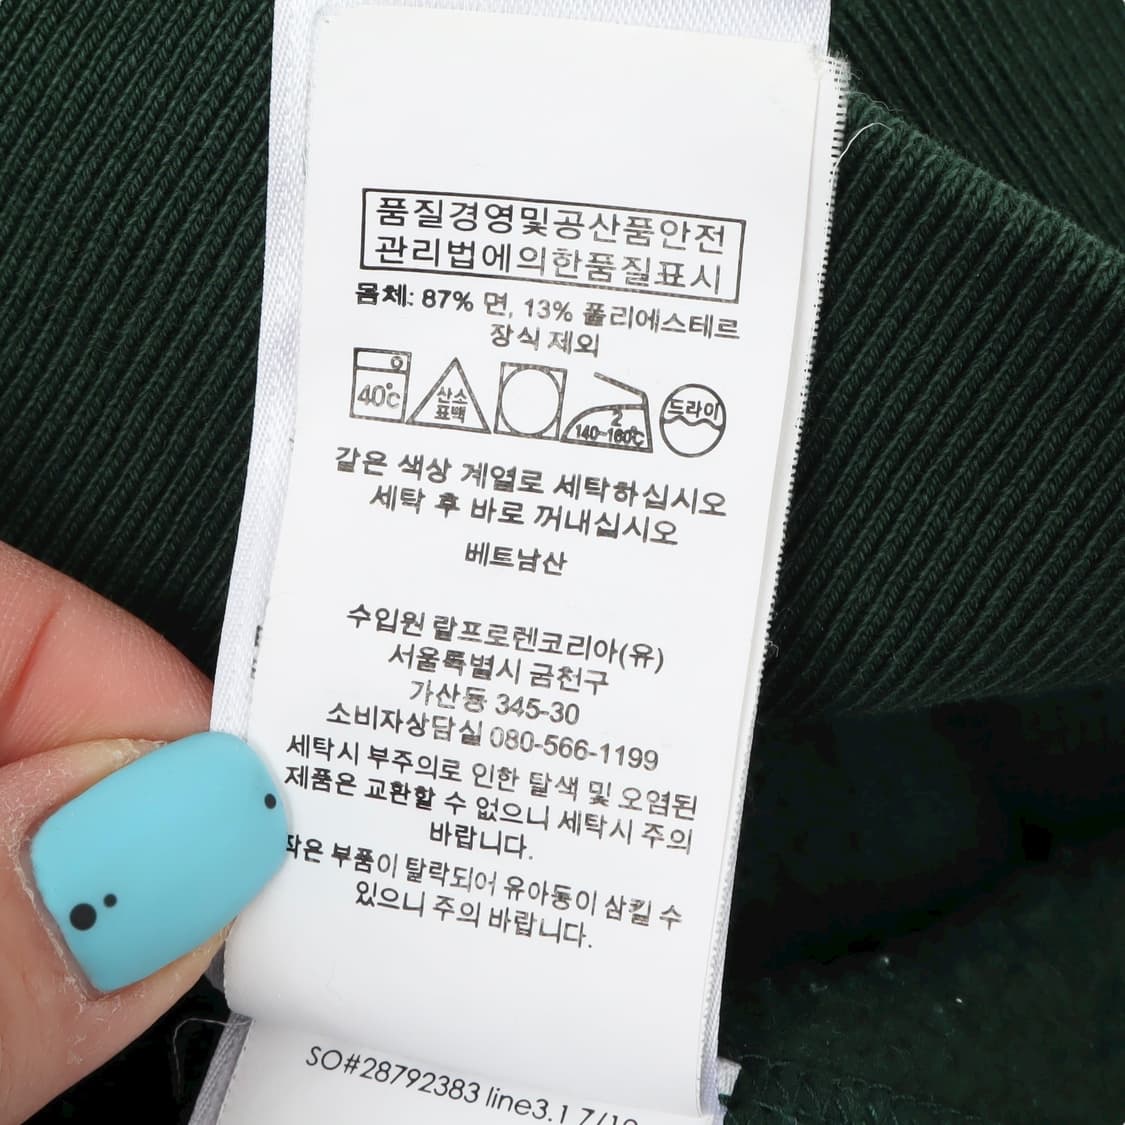 품질경영및공산품안전
관리법에의한품질표시
몸체: 87% 면, 13% 폴리에스테르
장식 제외
40℃
산소
표백
2
140~160℃
드라이
같은 색상 계열로 세탁하십시오
세탁 후 바로 꺼내십시오
베트남산
수입원 랄프로렌코리아(유)
서울특별시 금천구
가산동 345-30
소비자상담실 080-566-1199
세탁시 부주의로 인한 탈색 및 오염된
제품은 교환할 수 없으니 세탁시 주의
바랍니다.
작은 부품이 탈락되어 유아동이 삼킬 수
있으니 주의 바랍니다.
SO#28792383 line3.1